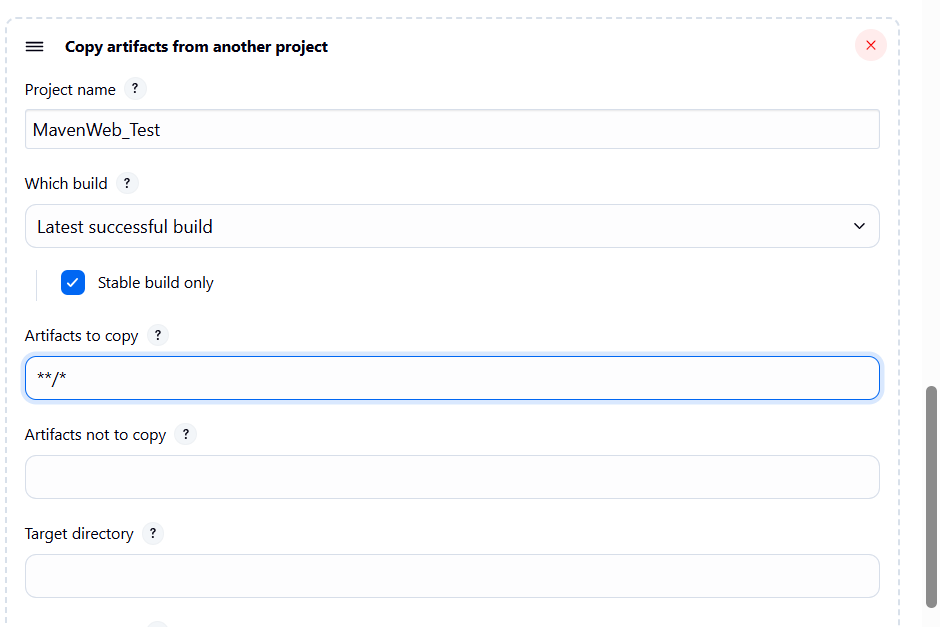 Copy artifacts from another project
Project name ?
MavenWeb_Test
Which build ?
Latest successful build
Stable build only
Artifacts to copy ?
**/*
Artifacts not to copy ?
Target directory ?